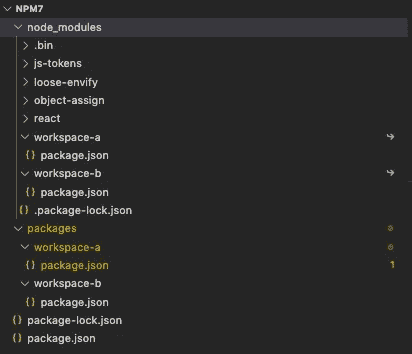 NPM7
node_modules
.bin
js-tokens
loose-envify
object-assign
react
workspace-a
{} package.json
workspace-b
{} package.json
{} .package-lock.json
packages
workspace-a
{} package.json 1
workspace-b
{} package.json
{} package-lock.json
{} package.json